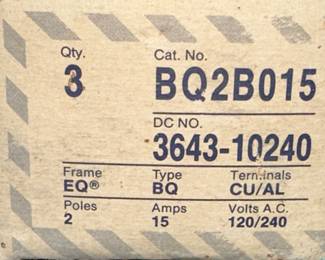 Qty. Cat. No.
3 BQ2B015
DC NO.
3643-10240
Frame Type Terminals
EQ® BQ CU/AL
Poles Amps Volts A.C.
2 15 120/240